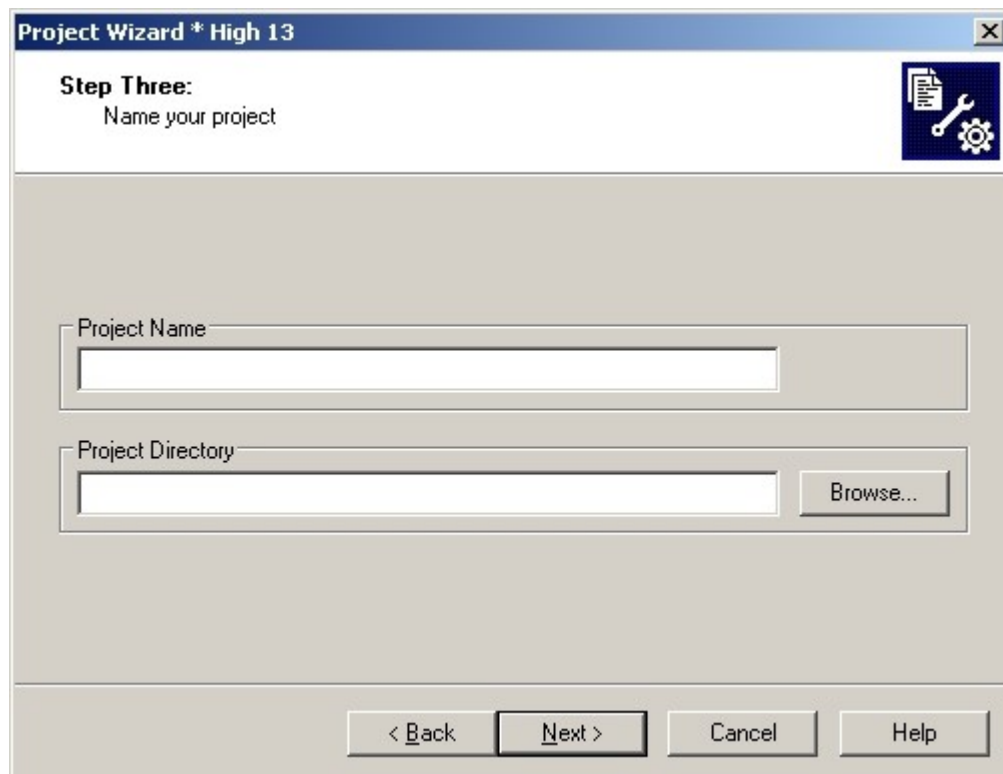 Project Wizard * High 13
Step Three:
Name your project
Project Name
Project Directory
Browse...
< Back Next > Cancel Help